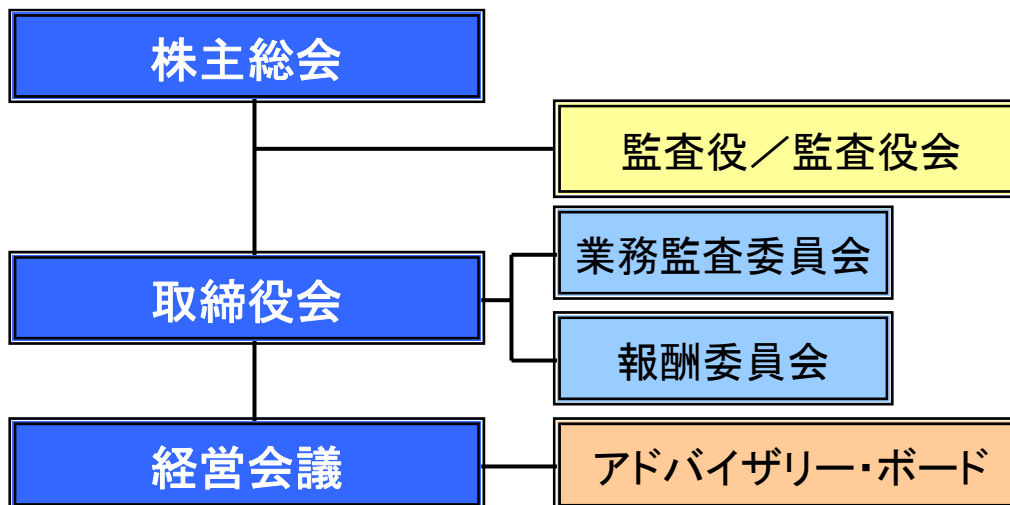 株主総会
監査役／監査役会
業務監査委員会
取締役会
報酬委員会
経営会議
アドバイザリー・ボード